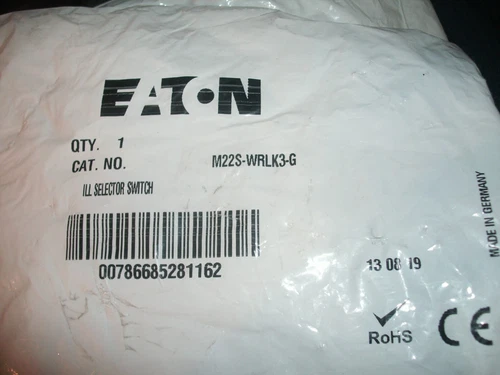 EATON
QTY. 1
CAT. NO. M22S-WRLK3-G
ILL SELECTOR SWITCH
00786685281162
13 08 19
MADE IN GERMANY
RoHS
CE